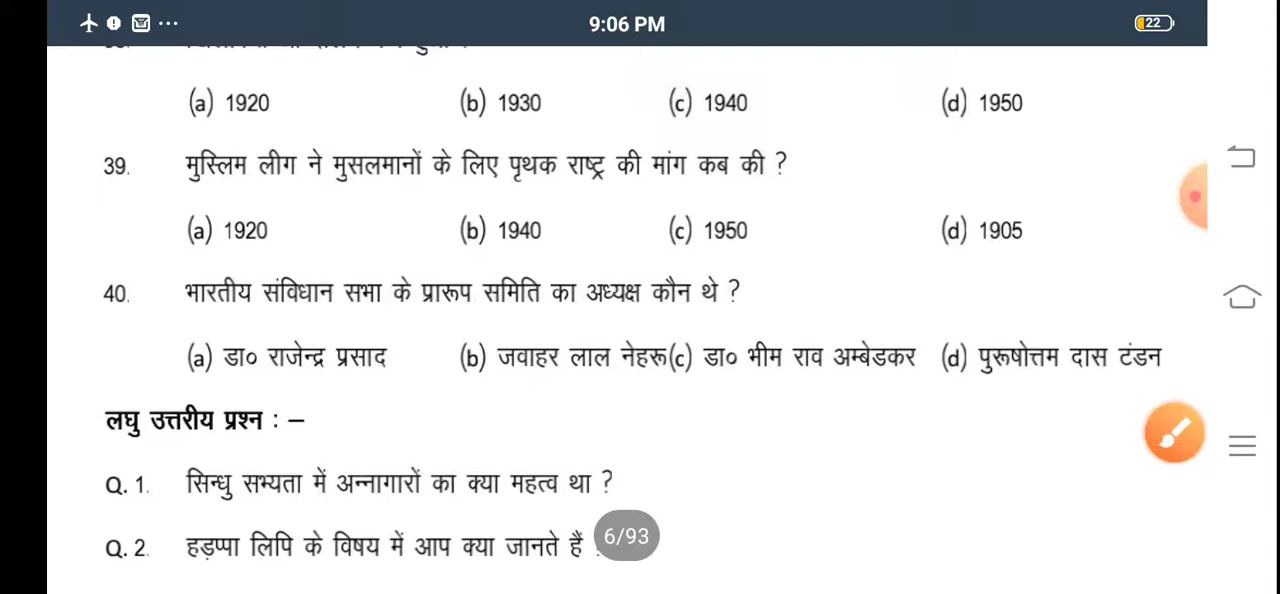 9:06 PM
22
(a) 1920 (b) 1930 (c) 1940 (d) 1950
39. मुस्लिम लीग ने मुसलमानों के लिए पृथक राष्ट्र की मांग कब की ?
(a) 1920 (b) 1940 (c) 1950 (d) 1905
40. भारतीय संविधान सभा के प्रारूप समिति का अध्यक्ष कौन थे ?
(a) डा० राजेन्द्र प्रसाद (b) जवाहर लाल नेहरू(c) डा० भीम राव अम्बेडकर (d) पुरूषोत्तम दास टंडन
लघु उत्तरीय प्रश्न : –
Q. 1. सिन्धु सभ्यता में अन्नागारों का क्या महत्व था ?
Q. 2. हड़प्पा लिपि के विषय में आप क्या जानते हैं
6/93